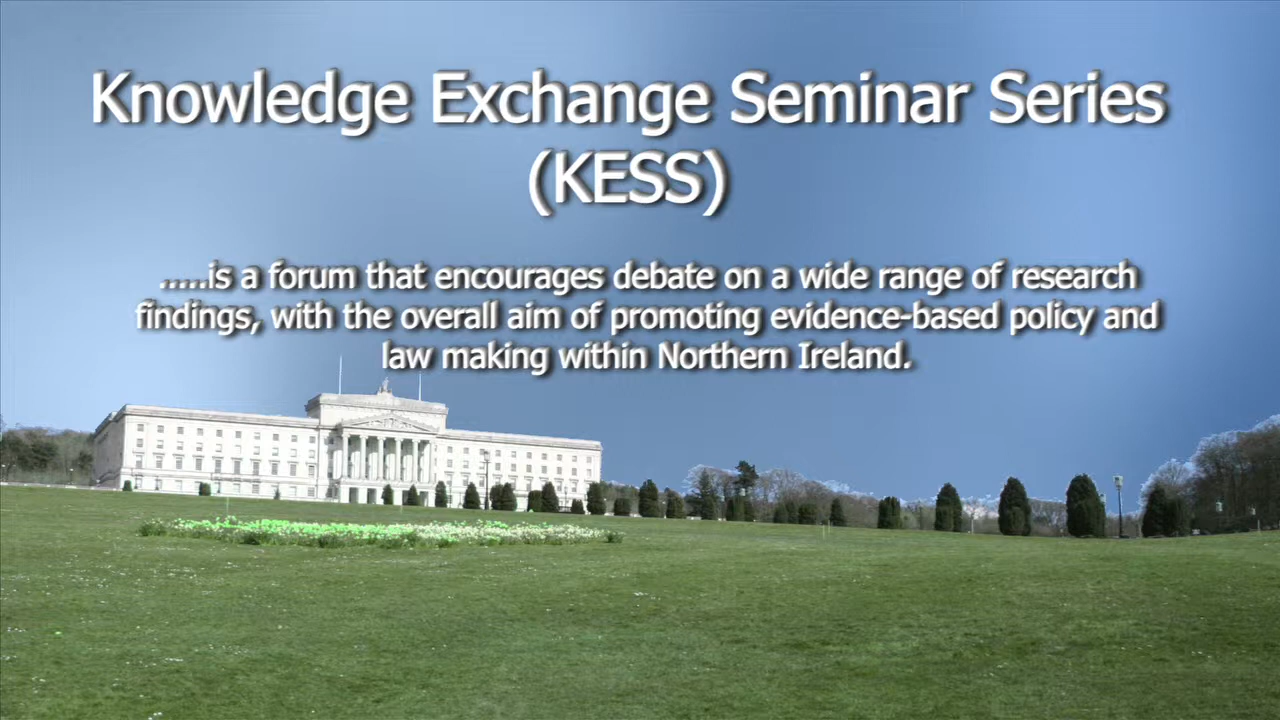 Knowledge Exchange Seminar Series
(KESS)
.....is a forum that encourages debate on a wide range of research
findings, with the overall aim of promoting evidence-based policy and
law making within Northern Ireland.